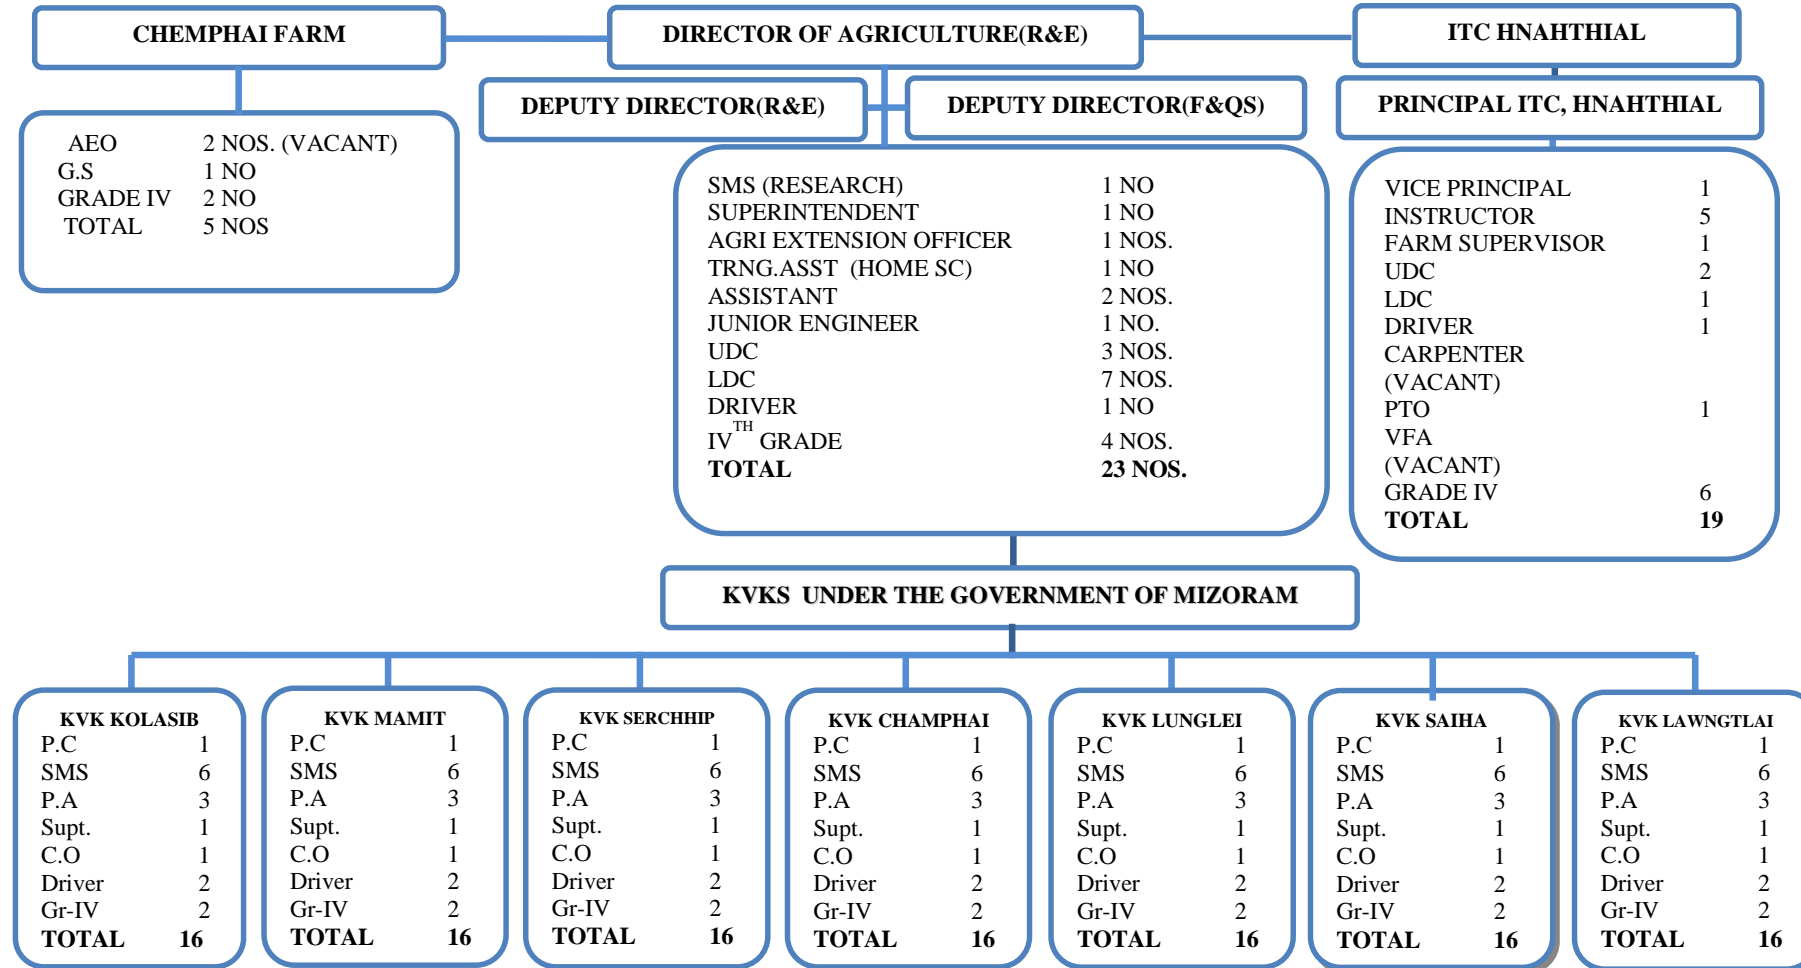 CHEMPHAI FARM
DIRECTOR OF AGRICULTURE(R&E)
ITC HNAHTHIAL
DEPUTY DIRECTOR(R&E)
DEPUTY DIRECTOR(F&QS)
PRINCIPAL ITC, HNAHTHIAL
AEO 2 NOS. (VACANT)
G.S 1 NO
GRADE IV 2 NO
TOTAL 5 NOS
SMS (RESEARCH) 1 NO
SUPERINTENDENT 1 NO
AGRI EXTENSION OFFICER 1 NOS.
TRNG.ASST (HOME SC) 1 NO
ASSISTANT 2 NOS.
JUNIOR ENGINEER 1 NO.
UDC 3 NOS.
LDC 7 NOS.
DRIVER 1 NO
IVTH GRADE 4 NOS.
TOTAL 23 NOS.
VICE PRINCIPAL 1
INSTRUCTOR 5
FARM SUPERVISOR 1
UDC 2
LDC 1
DRIVER 1
CARPENTER
(VACANT)
PTO 1
VFA
(VACANT)
GRADE IV 6
TOTAL 19
KVKS UNDER THE GOVERNMENT OF MIZORAM
KVK KOLASIB
P.C 1
SMS 6
P.A 3
Supt. 1
C.O 1
Driver 2
Gr-IV 2
TOTAL 16
KVK MAMIT
P.C 1
SMS 6
P.A 3
Supt. 1
C.O 1
Driver 2
Gr-IV 2
TOTAL 16
KVK SERCHHIP
P.C 1
SMS 6
P.A 3
Supt. 1
C.O 1
Driver 2
Gr-IV 2
TOTAL 16
KVK CHAMPHAI
P.C 1
SMS 6
P.A 3
Supt. 1
C.O 1
Driver 2
Gr-IV 2
TOTAL 16
KVK LUNGLEI
P.C 1
SMS 6
P.A 3
Supt. 1
C.O 1
Driver 2
Gr-IV 2
TOTAL 16
KVK SAIHA
P.C 1
SMS 6
P.A 3
Supt. 1
C.O 1
Driver 2
Gr-IV 2
TOTAL 16
KVK LAWNGTLAI
P.C 1
SMS 6
P.A 3
Supt. 1
C.O 1
Driver 2
Gr-IV 2
TOTAL 16